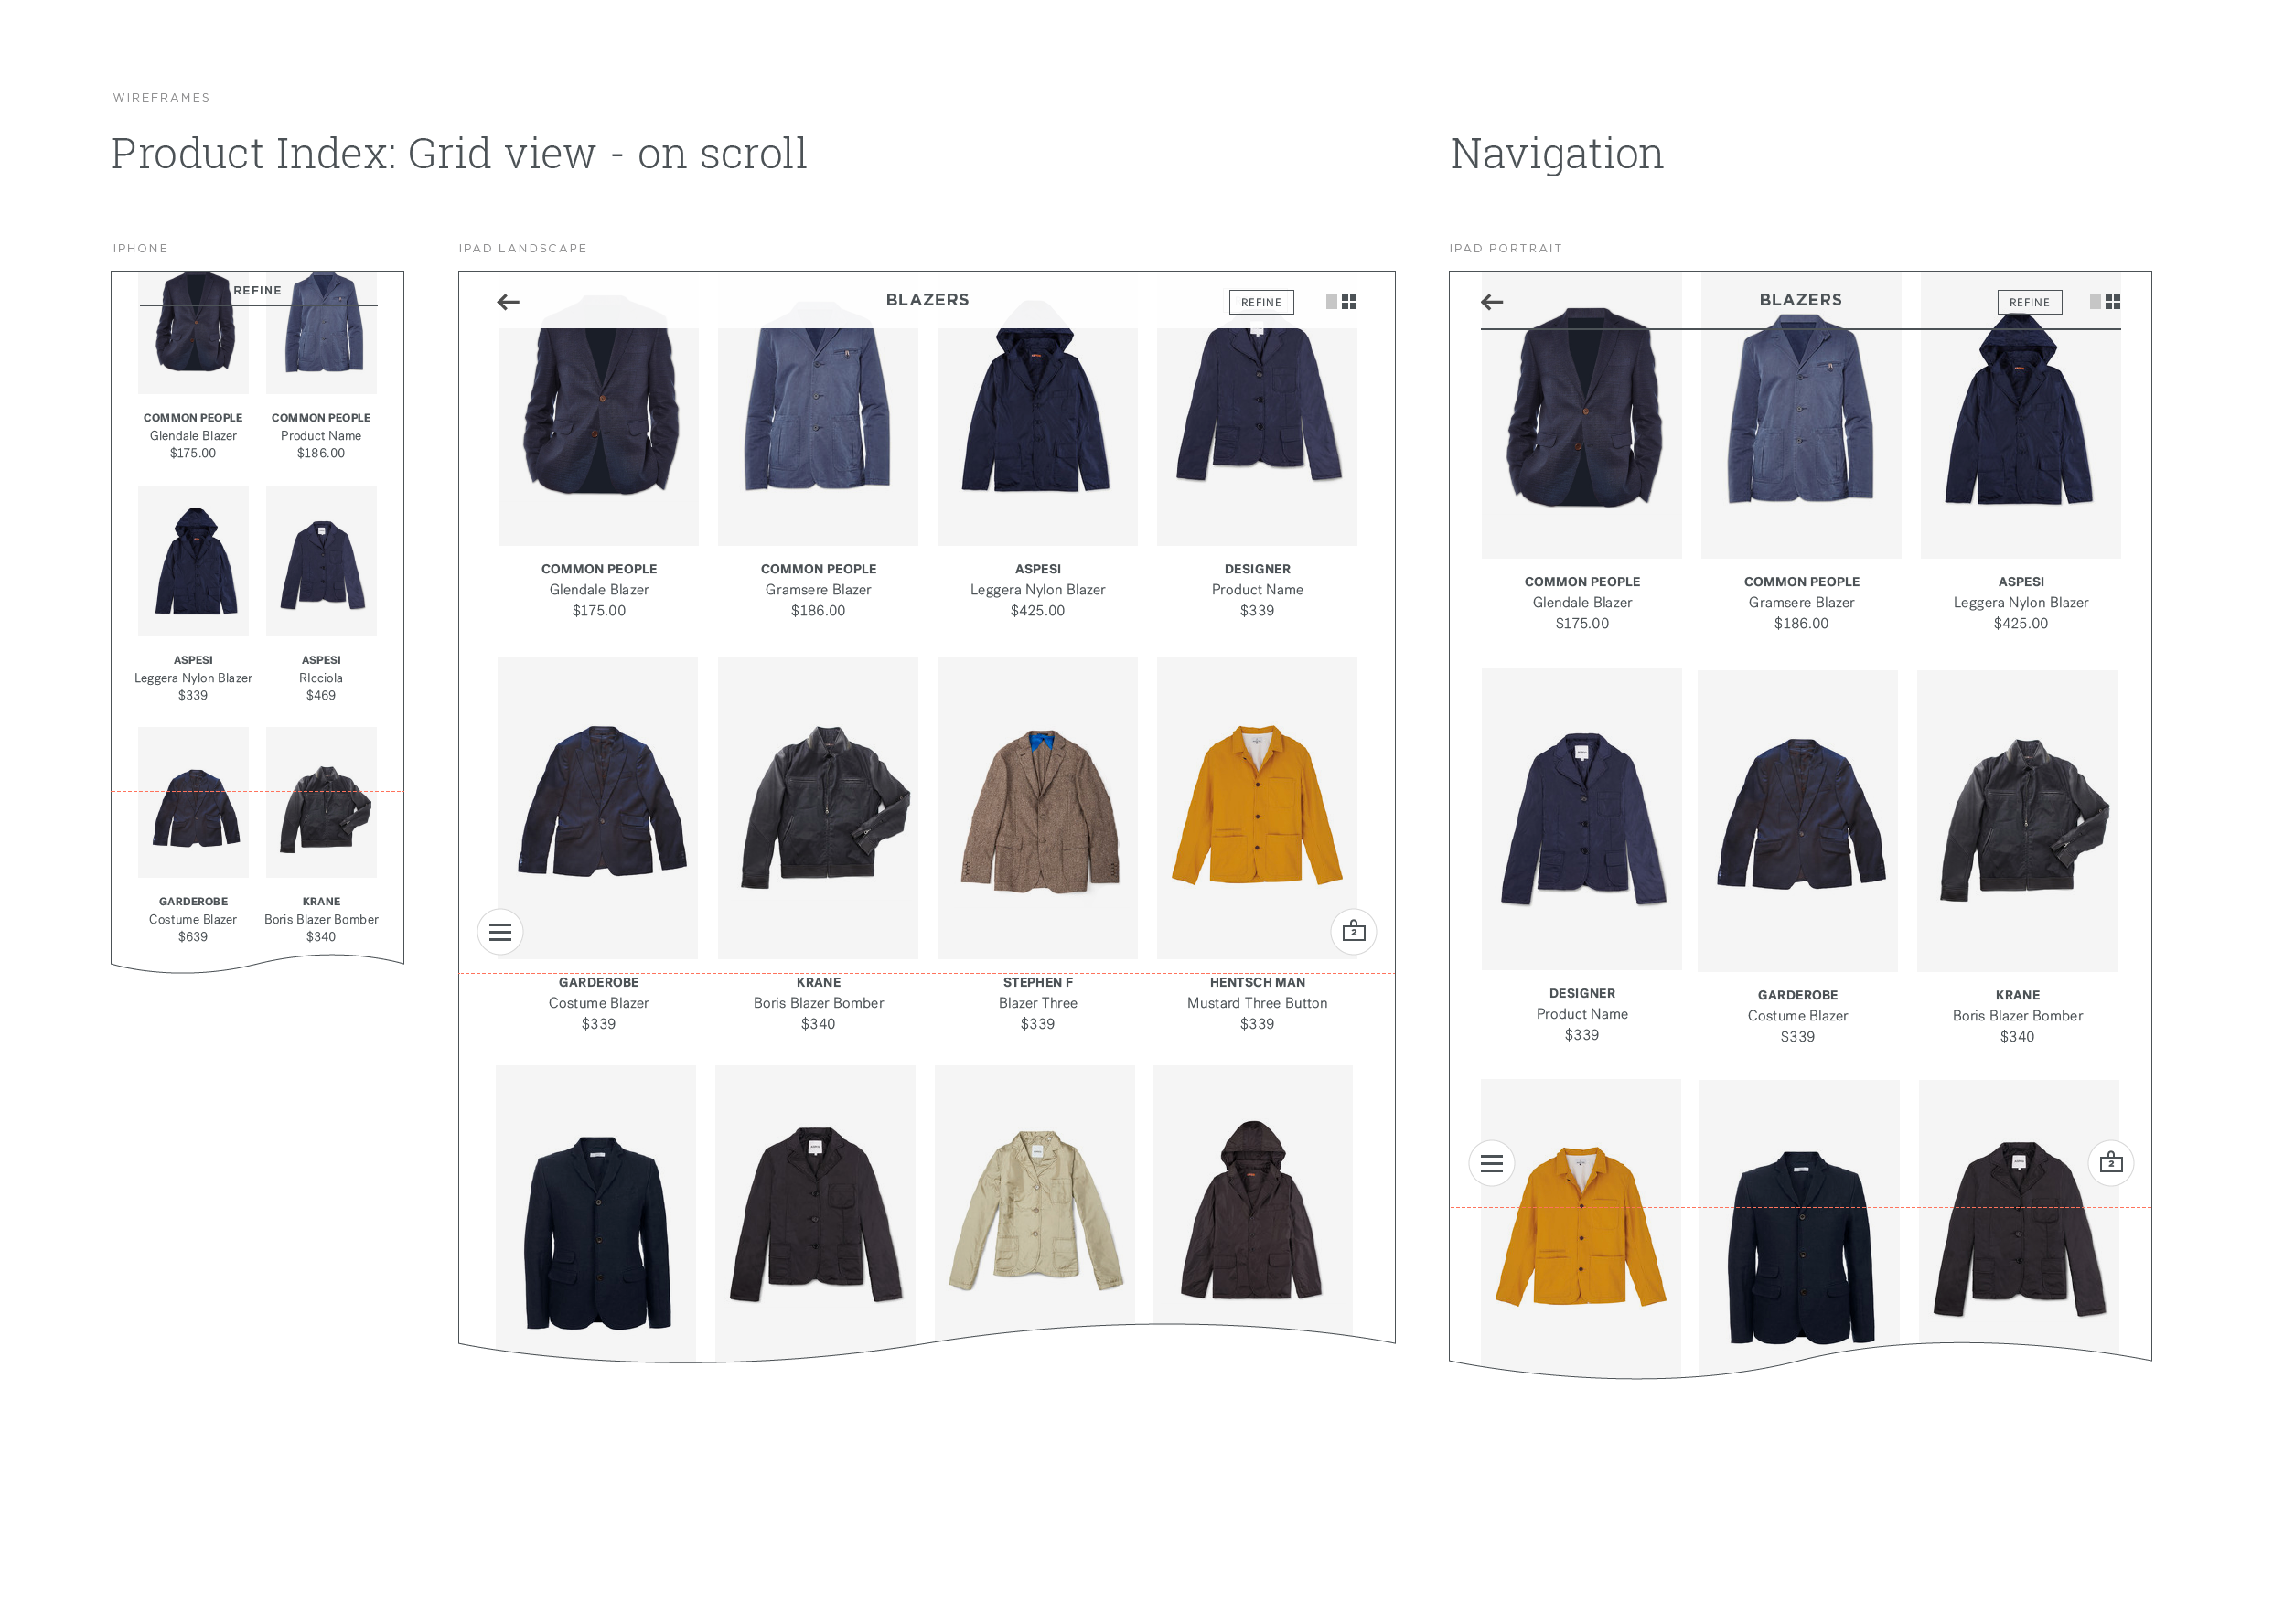 WIREFRAMES
Product Index: Grid view - on scroll
Navigation
IPHONE
REFINE
COMMON PEOPLE
Glendale Blazer
$175.00
COMMON PEOPLE
Product Name
$186.00
ASPESI
Leggera Nylon Blazer
$339
ASPESI
RIcciola
$469
GARDEROBE
Costume Blazer
$639
KRANE
Boris Blazer Bomber
$340
IPAD LANDSCAPE
BLAZERS
REFINE
COMMON PEOPLE
Glendale Blazer
$175.00
COMMON PEOPLE
Gramsere Blazer
$186.00
ASPESI
Leggera Nylon Blazer
$425.00
DESIGNER
Product Name
$339
2
GARDEROBE
Costume Blazer
$339
KRANE
Boris Blazer Bomber
$340
STEPHEN F
Blazer Three
$339
HENTSCH MAN
Mustard Three Button
$339
IPAD PORTRAIT
BLAZERS
REFINE
COMMON PEOPLE
Glendale Blazer
$175.00
COMMON PEOPLE
Gramsere Blazer
$186.00
ASPESI
Leggera Nylon Blazer
$425.00
DESIGNER
Product Name
$339
GARDEROBE
Costume Blazer
$339
KRANE
Boris Blazer Bomber
$340
2